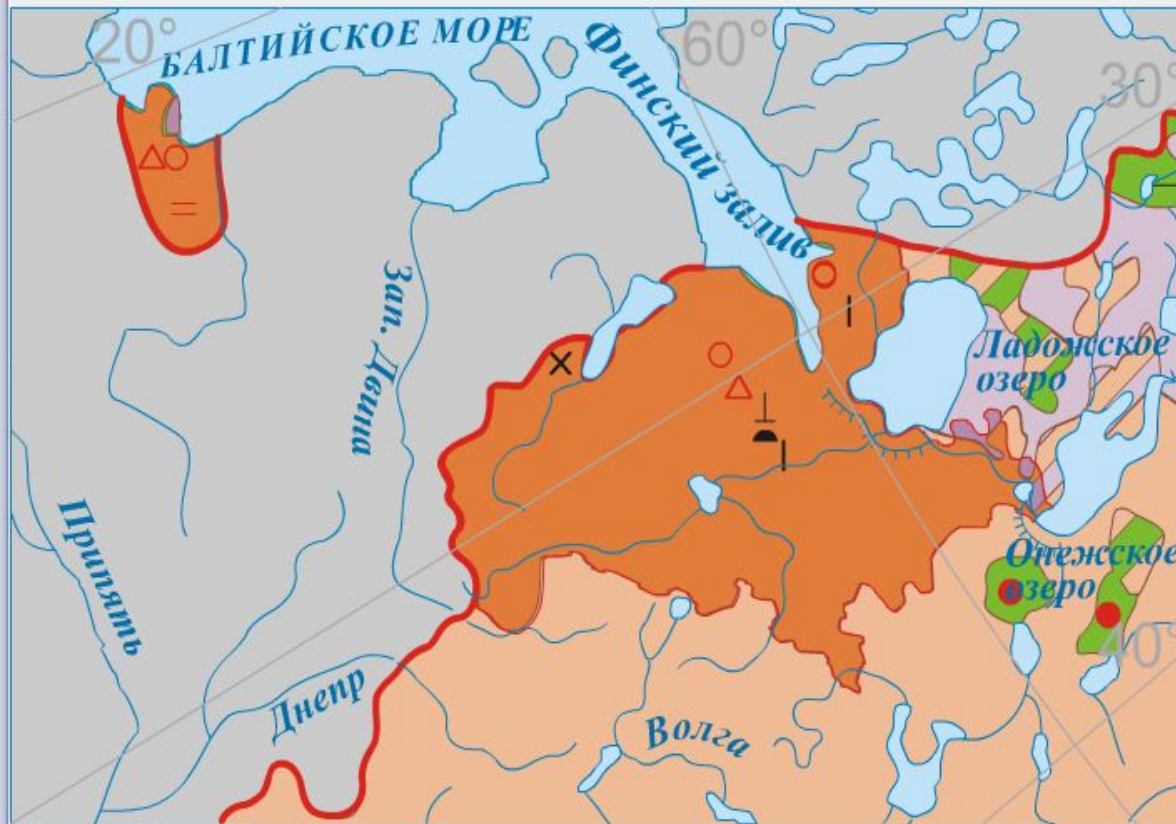 20°
БАЛТИЙСКОЕ МОРЕ
Финский залив
60°
30°
Зап. Двина
Ладожское
озеро
Припять
Онежское
озеро
40°
Днепр
Волга